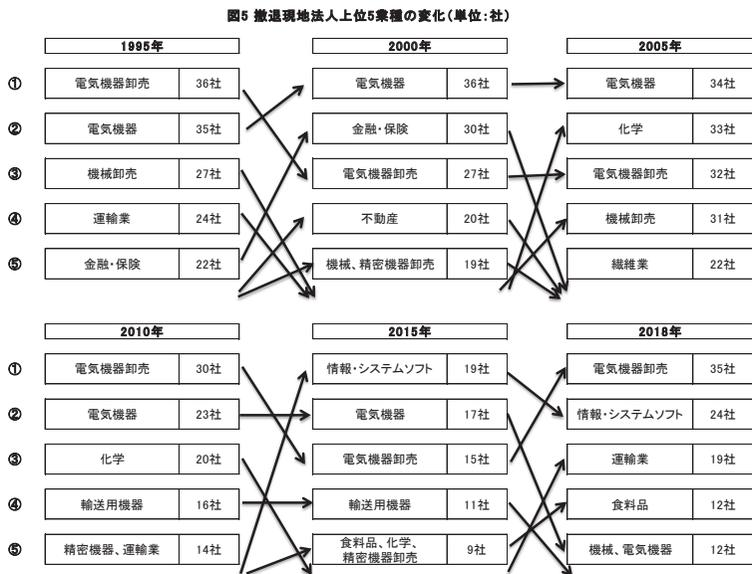 図5 撤退現地法人上位5業種の変化（単位：社）
1995年 2000年 2005年
① 電気機器卸売 36社 電気機器 36社 電気機器 34社
② 電気機器 35社 金融・保険 30社 化学 33社
③ 機械卸売 27社 電気機器卸売 27社 電気機器卸売 32社
④ 運輸業 24社 不動産 20社 機械卸売 31社
⑤ 金融・保険 22社 機械、精密機器卸売 19社 繊維業 22社
2010年 2015年 2018年
① 電気機器卸売 30社 情報・システムソフト 19社 電気機器卸売 35社
② 電気機器 23社 電気機器 17社 情報・システムソフト 24社
③ 化学 20社 電気機器卸売 15社 運輸業 19社
④ 輸送用機器 16社 輸送用機器 11社 食料品 12社
⑤ 精密機器、運輸業 14社 食料品、化学、
精密機器卸売 9社 機械、電気機器 12社